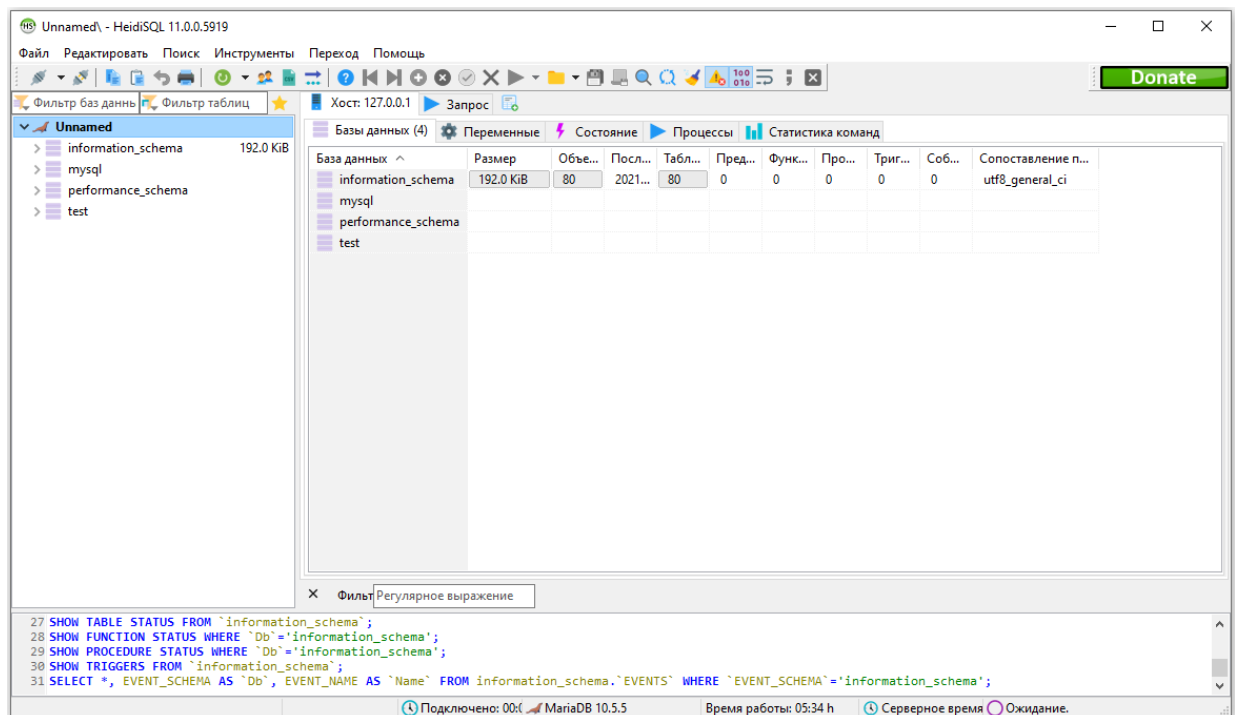 Unnamed\ - HeidiSQL 11.0.0.5919
Файл Редактировать Поиск Инструменты Переход Помощь
Donate
Фильтр баз даннь Фильтр таблиц
Хост: 127.0.0.1 Запрос
Unnamed
information_schema 192.0 KiB
mysql
performance_schema
test
Базы данных (4) Переменные Состояние Процессы Статистика команд
База данных Размер Объе... Посл... Табл... Пред... Функ... Про... Триг... Соб... Сопоставление п...
information_schema 192.0 KiB 80 2021... 80 0 0 0 0 0 utf8_general_ci
mysql
performance_schema
test
Фильт Регулярное выражение
27 SHOW TABLE STATUS FROM `information_schema`;
28 SHOW FUNCTION STATUS WHERE `Db`='information_schema';
29 SHOW PROCEDURE STATUS WHERE `Db`='information_schema';
30 SHOW TRIGGERS FROM `information_schema`;
31 SELECT *, EVENT_SCHEMA AS `Db`, EVENT_NAME AS `Name` FROM information_schema.`EVENTS` WHERE `EVENT_SCHEMA`='information_schema';
Подключено: 00:( MariaDB 10.5.5 Время работы: 05:34 h Серверное время Ожидание.